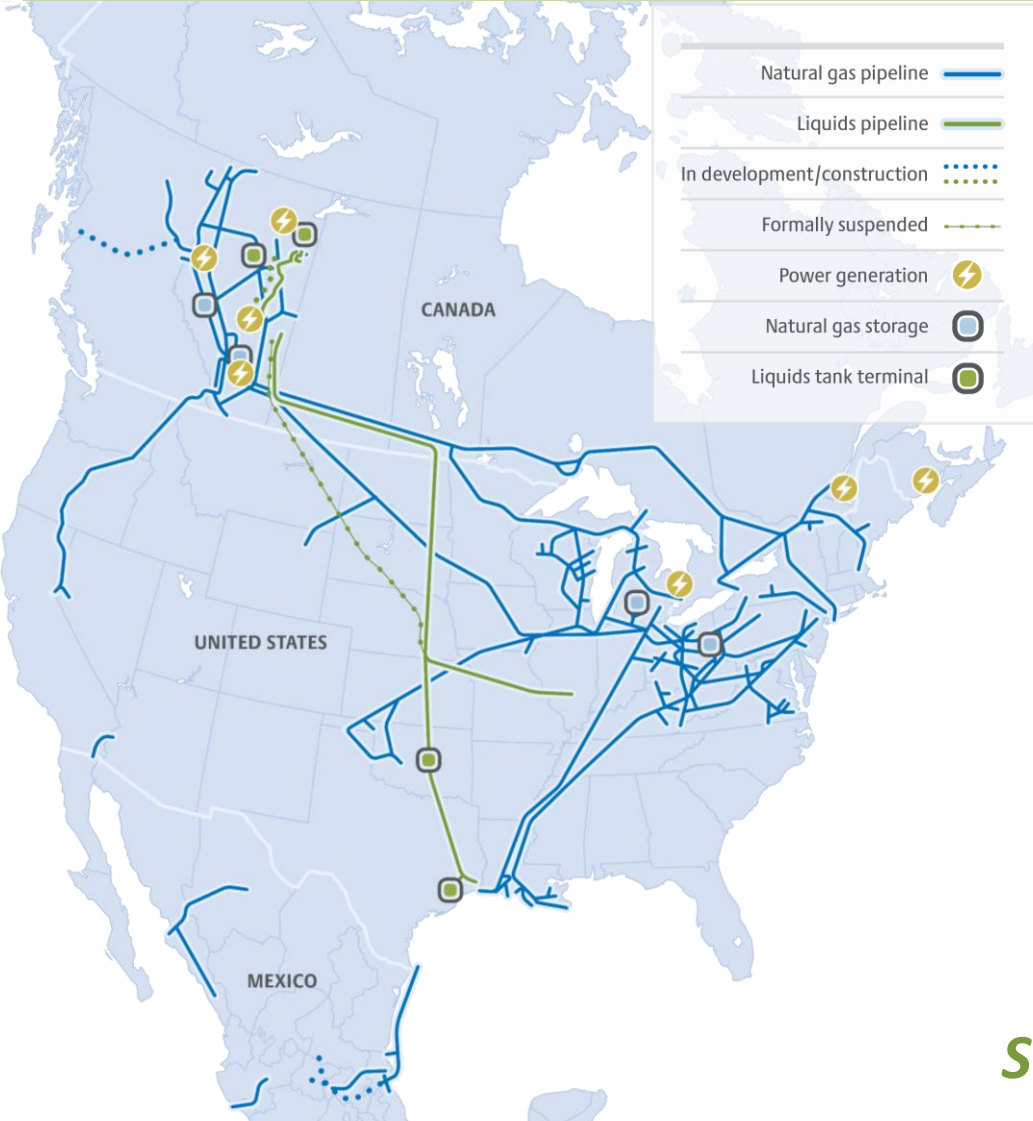 Natural gas pipeline
Liquids pipeline
In development/construction
Formally suspended
Power generation
Natural gas storage
Liquids tank terminal
CANADA
UNITED STATES
MEXICO
S